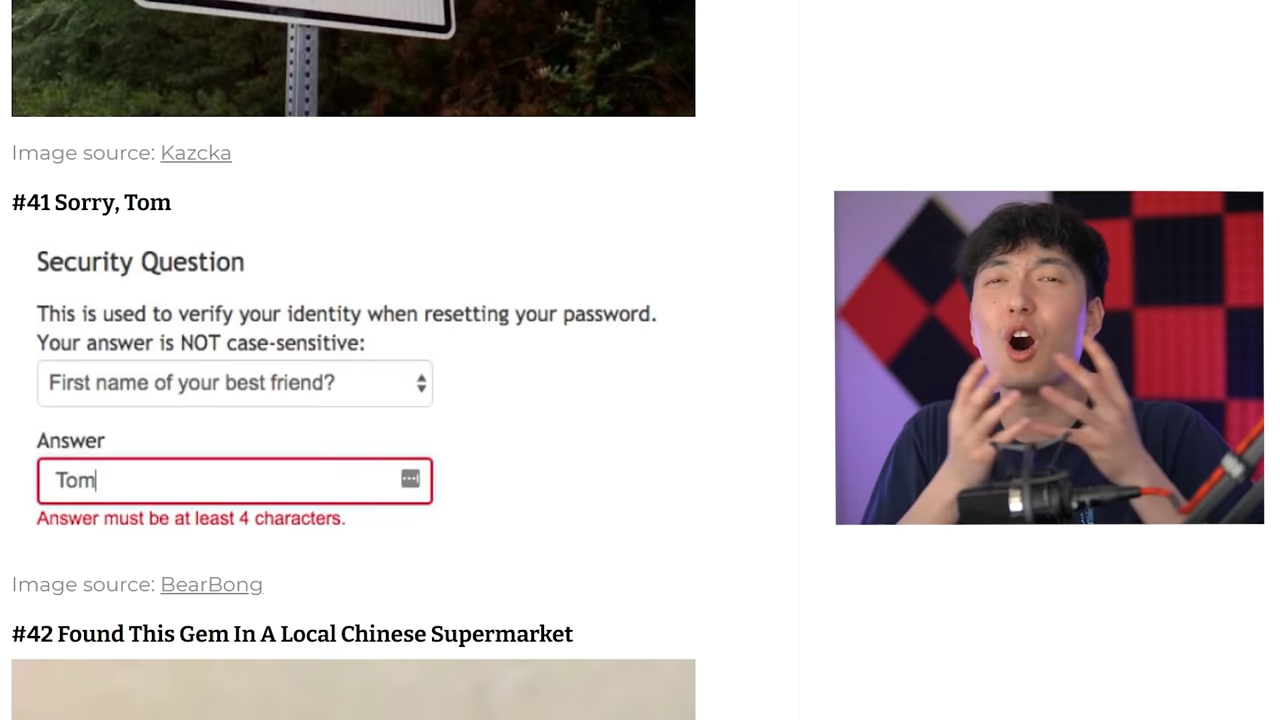 Image source: Kazcka
#41 Sorry, Tom
Security Question
This is used to verify your identity when resetting your password.
Your answer is NOT case-sensitive:
First name of your best friend?
Answer
Tom
Answer must be at least 4 characters.
Image source: BearBong
#42 Found This Gem In A Local Chinese Supermarket